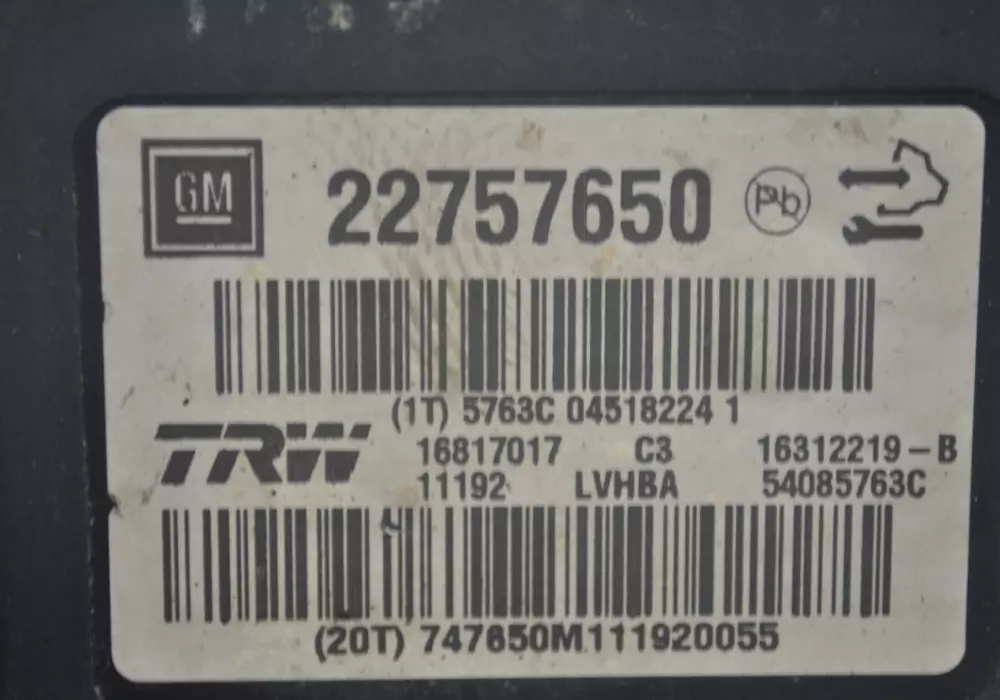 GM
22757650
Pb
(1T) 5763C 04518224 1
TRW
16817017 C3 16312219-B
11192 LVHBA 54085763C
(20T) 747650M111920055